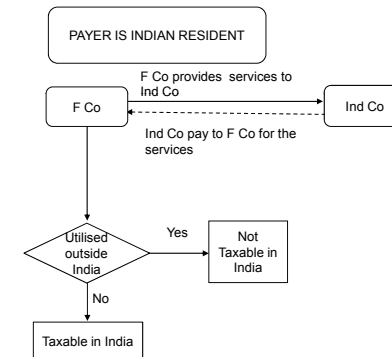 PAYER IS INDIAN RESIDENT
F Co provides services to
Ind Co
F Co
Ind Co
Ind Co pay to F Co for the
services
Utilised
outside
India
Yes
Not
Taxable in
India
No
Taxable in India